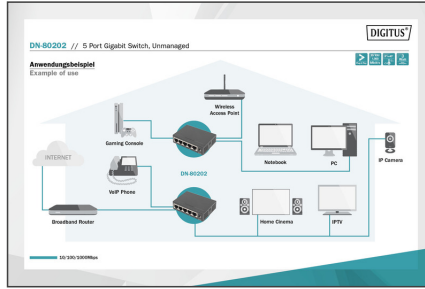 DIGITUS®
DN-80202 // 5 Port Gigabit Switch, Unmanaged
Anwendungsbeispiel
Example of use
Wireless
Access Point
Gaming Console
Notebook
PC
IP Camera
INTERNET
DN-80202
VoIP Phone
Broadband Router
Home Cinema
IPTV
10/100/1000Mbps